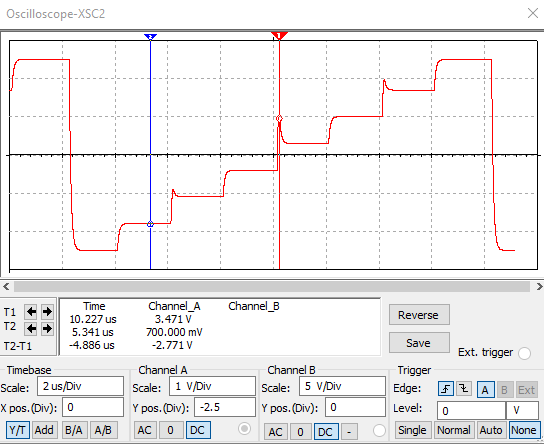 Oscilloscope-XSC2
2 1
T1
T2
T2-T1
Time Channel_A Channel_B
10.227 us 3.471 V
5.341 us 700.000 mV
-4.886 us -2.771 V
Reverse
Save
Ext. trigger
Timebase
Scale: 2 us/Div
X pos.(Div): 0
Y/T Add B/A A/B
Channel A
Scale: 1 V/Div
Y pos.(Div): -2.5
AC 0 DC
Channel B
Scale: 5 V/Div
Y pos.(Div): 0
AC 0 DC -
Trigger
Edge: A B Ext
Level: 0 V
Single Normal Auto None